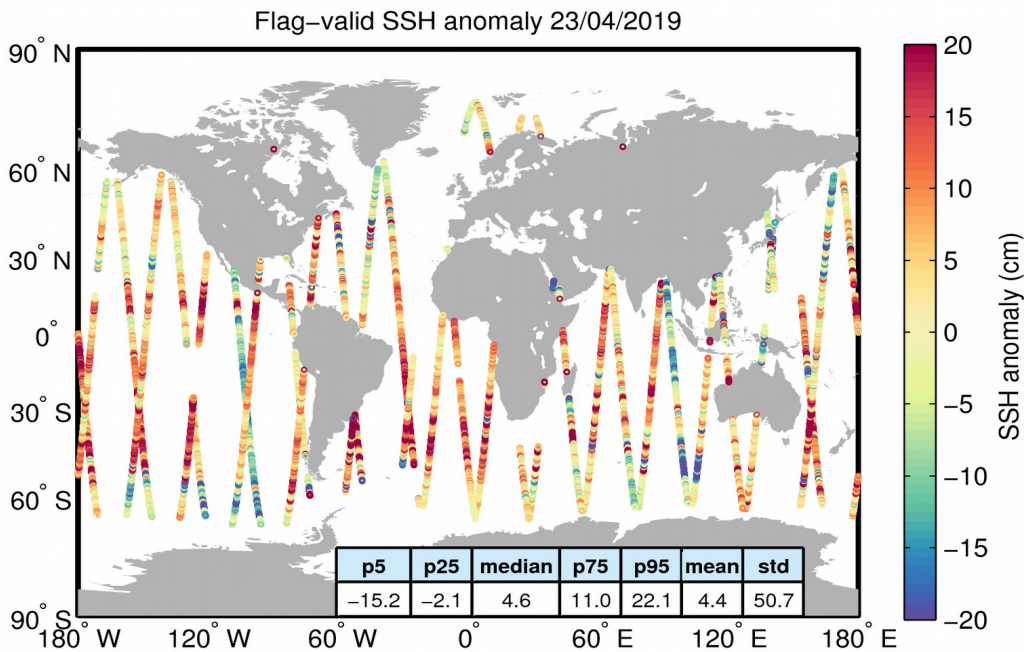 Flag−valid SSH anomaly 23/04/2019
90° N
60° N
30° N
0°
30° S
60° S
90° S
180° W
120° W
60° W
0°
60° E
120° E
180° E
p5 p25 median p75 p95 mean std
−15.2 −2.1 4.6 11.0 22.1 4.4 50.7
20
15
10
5
0
−5
−10
−15
−20
SSH anomaly (cm)